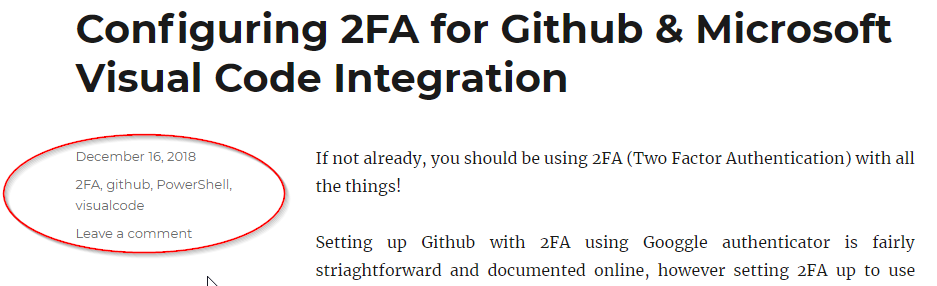 Configuring 2FA for Github & Microsoft
Visual Code Integration
December 16, 2018
2FA, github, PowerShell,
visualcode
Leave a comment
If not already, you should be using 2FA (Two Factor Authentication) with all
the things!
Setting up Github with 2FA using Googgle authenticator is fairly
striaghtforward and documented online, however setting 2FA up to use